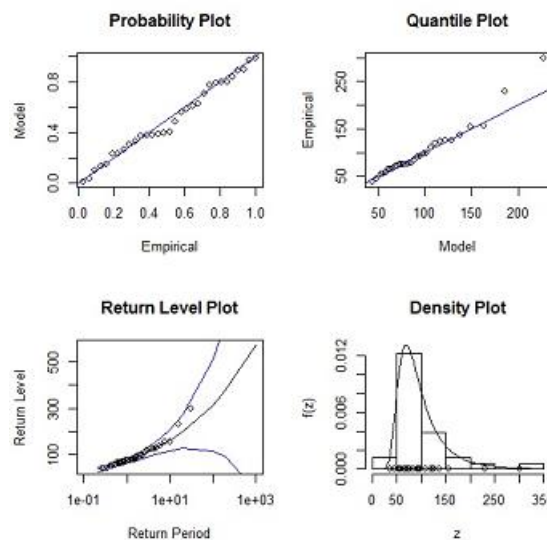 Probability Plot
Model
0.0 0.4 0.8
0.0 0.2 0.4 0.6 0.8 1.0
Empirical
Quantile Plot
Empirical
50 150 250
50 100 150 200
Model
Return Level Plot
Return Level
100 300 500
1e-01 1e+01 1e+03
Return Period
Density Plot
f(z)
0.000 0.006 0.012
0 50 150 250 350
z